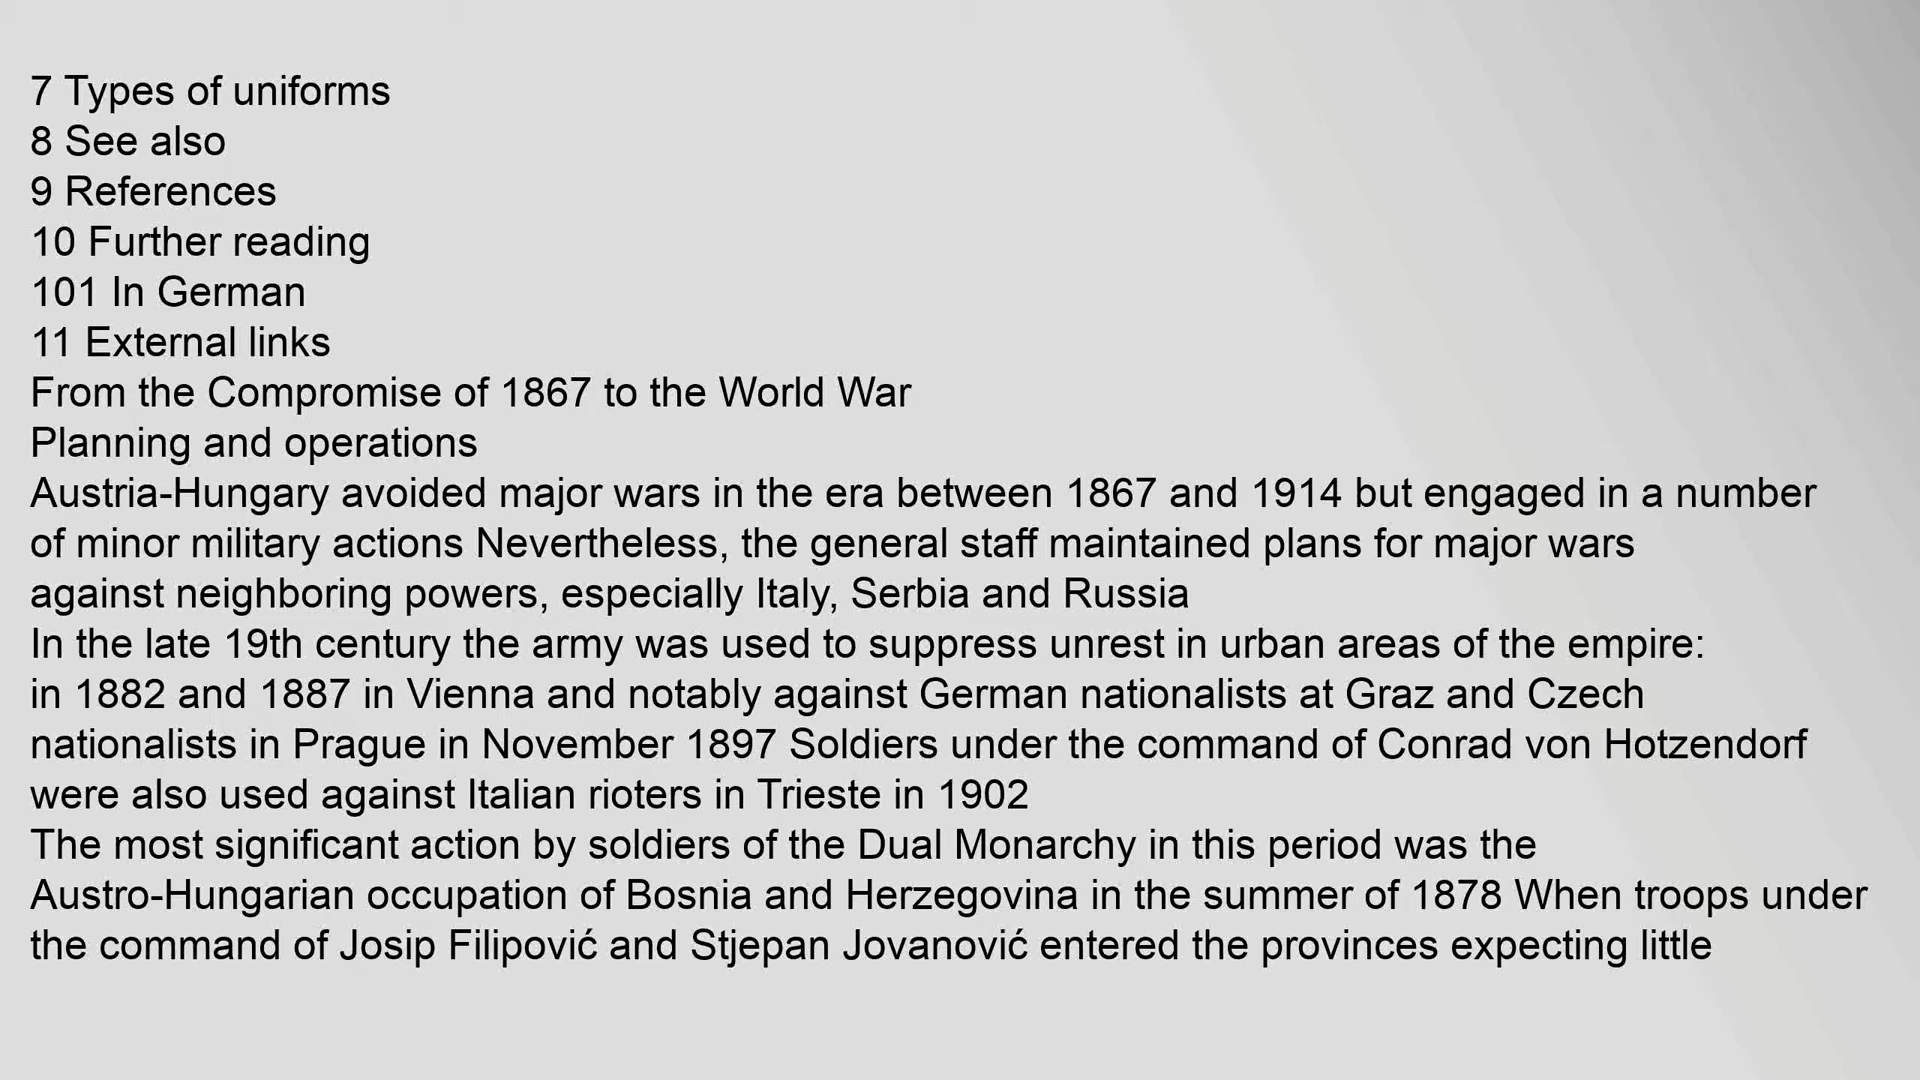 7 Types of uniforms
8 See also
9 References
10 Further reading
101 In German
11 External links
From the Compromise of 1867 to the World War
Planning and operations
Austria-Hungary avoided major wars in the era between 1867 and 1914 but engaged in a number
of minor military actions Nevertheless, the general staff maintained plans for major wars
against neighboring powers, especially Italy, Serbia and Russia
In the late 19th century the army was used to suppress unrest in urban areas of the empire:
in 1882 and 1887 in Vienna and notably against German nationalists at Graz and Czech
nationalists in Prague in November 1897 Soldiers under the command of Conrad von Hotzendorf
were also used against Italian rioters in Trieste in 1902
The most significant action by soldiers of the Dual Monarchy in this period was the
Austro-Hungarian occupation of Bosnia and Herzegovina in the summer of 1878 When troops under
the command of Josip Filipović and Stjepan Jovanović entered the provinces expecting little